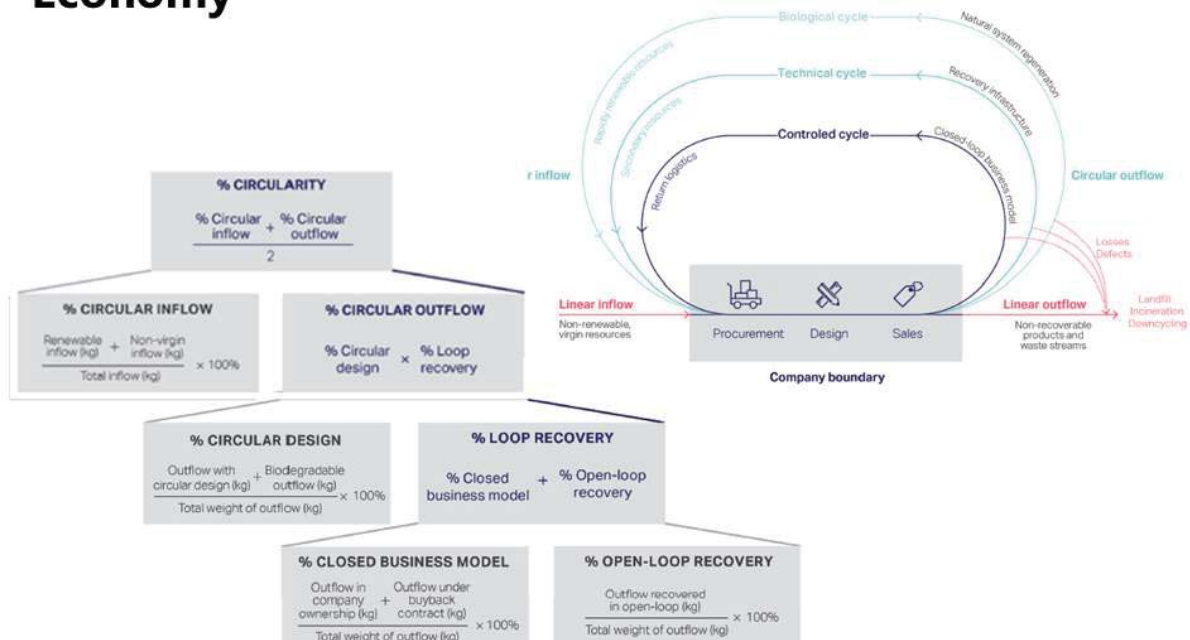 Economy
% CIRCULARITY
% Circular inflow + % Circular outflow
2
% CIRCULAR INFLOW
Renewable inflow (kg) + Non-virgin inflow (kg)
Total inflow (kg)
× 100%
% CIRCULAR OUTFLOW
% Circular design × % Loop recovery
% CIRCULAR DESIGN
Outflow with circular design (kg) + Biodegradable outflow (kg)
Total weight of outflow (kg)
× 100%
% LOOP RECOVERY
% Closed business model + % Open-loop recovery
% CLOSED BUSINESS MODEL
Outflow in company ownership (kg) + Outflow under buyback contract (kg)
Total weight of outflow (kg)
× 100%
% OPEN-LOOP RECOVERY
Outflow recovered in open-loop (kg)
Total weight of outflow (kg)
× 100%
Biological cycle
Natural system regeneration
Rapidly renewable resources
Technical cycle
Recovery infrastructure
Secondary resources
Controled cycle
Closed-loop business model
Return logistics
r inflow
Circular outflow
Losses
Defects
Linear inflow
Non-renewable,
virgin resources
Procurement
Design
Sales
Linear outflow
Non-recoverable
products and
waste streams
Landfill
Incineration
Downcycling
Company boundary